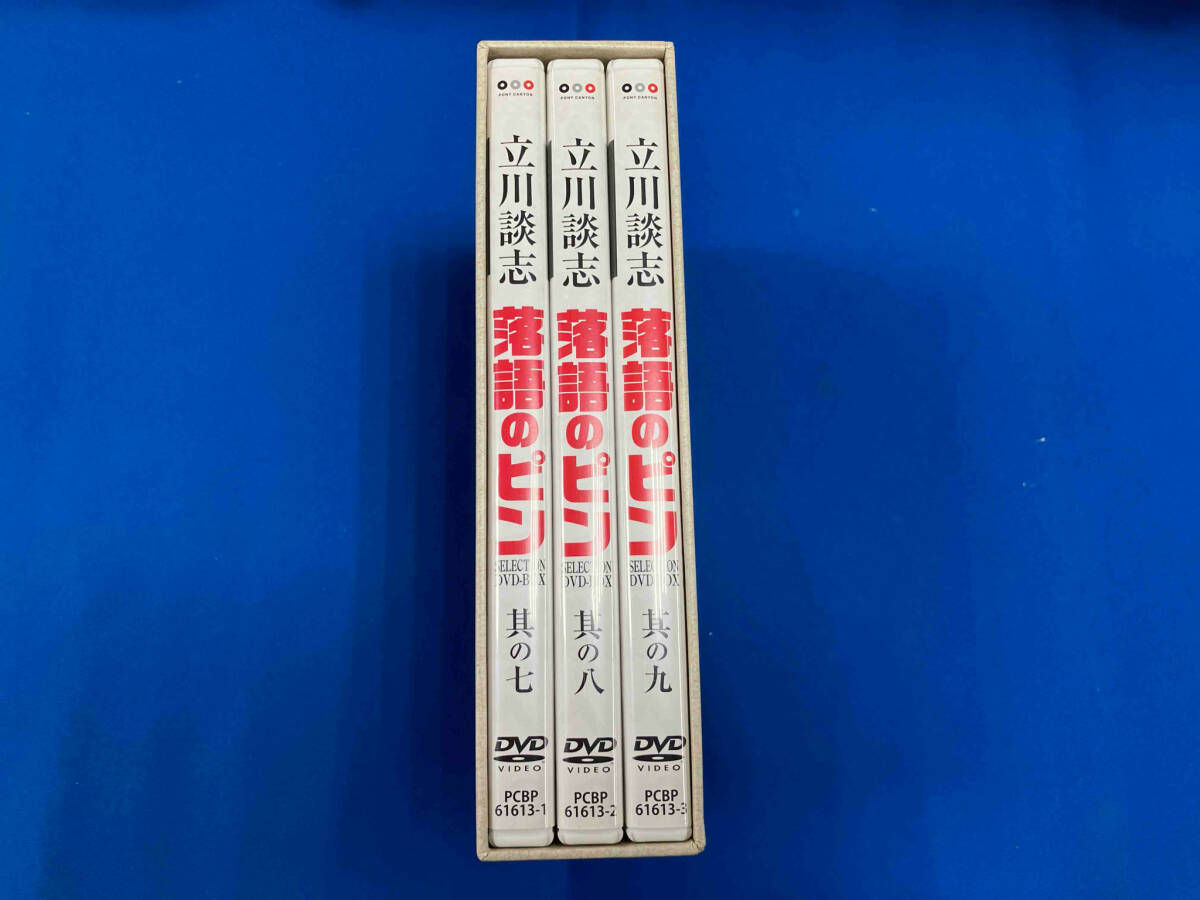 PONY CANYON
立川談志
落語のピン
SELECTION
DVD-BOX
其の七
DVD
VIDEO
PCBP
61613-1
PONY CANYON
立川談志
落語のピン
SELECTION
DVD-BOX
其の八
DVD
VIDEO
PCBP
61613-2
PONY CANYON
立川談志
落語のピン
SELECTION
DVD-BOX
其の九
DVD
VIDEO
PCBP
61613-3